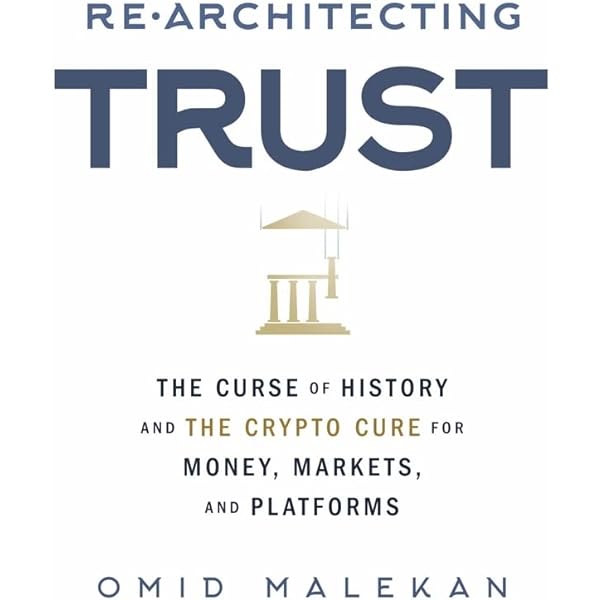 RE•ARCHITECTING
TRUST
THE CURSE OF HISTORY
AND THE CRYPTO CURE FOR
MONEY, MARKETS,
AND PLATFORMS
OMID MALEKAN